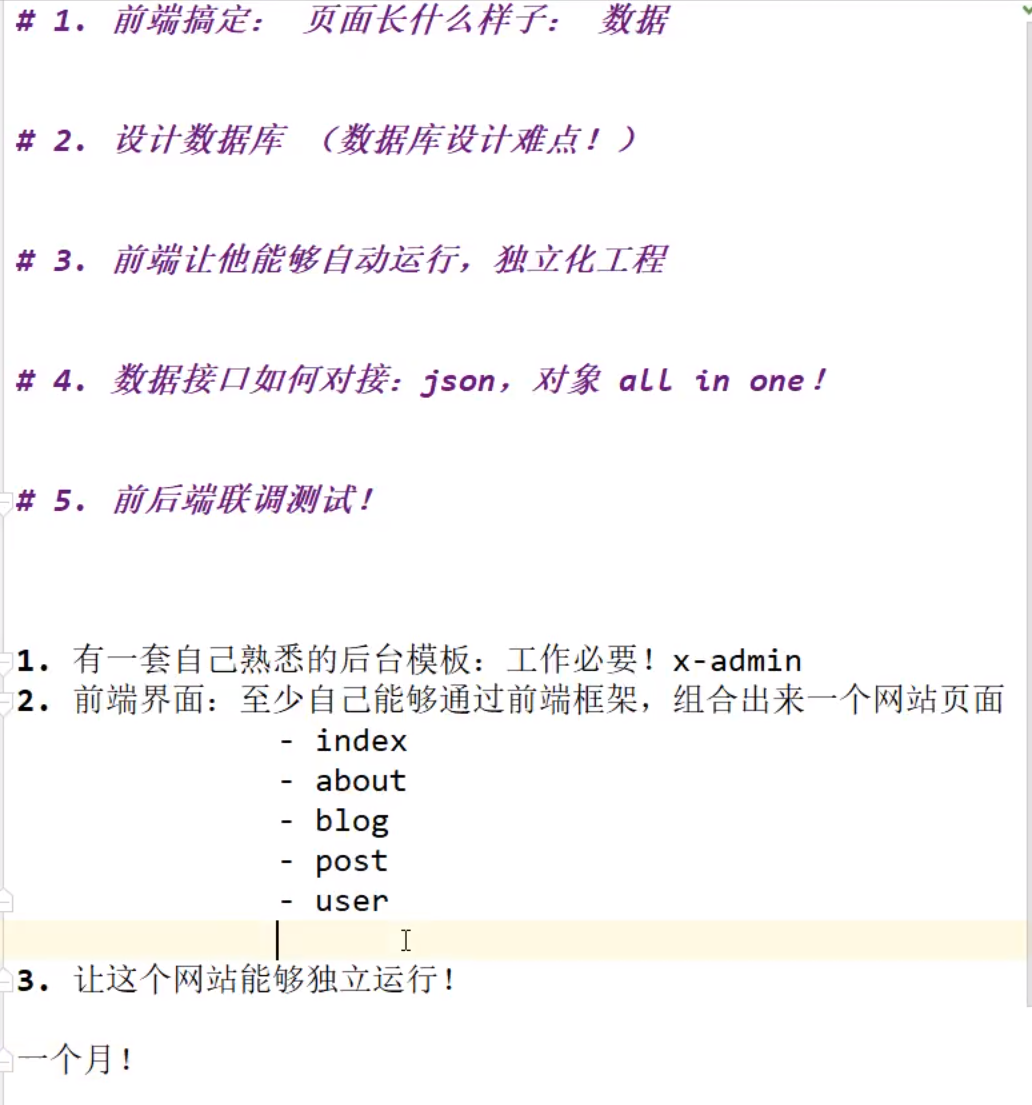 # 1. 前端搞定： 页面长什么样子： 数据
# 2. 设计数据库 （数据库设计难点！）
# 3. 前端让他能够自动运行，独立化工程
# 4. 数据接口如何对接：json，对象 all in one！
# 5. 前后端联调测试！
1. 有一套自己熟悉的后台模板：工作必要！x-admin
2. 前端界面：至少自己能够通过前端框架，组合出来一个网站页面
- index
- about
- blog
- post
- user
3. 让这个网站能够独立运行！
一个月！